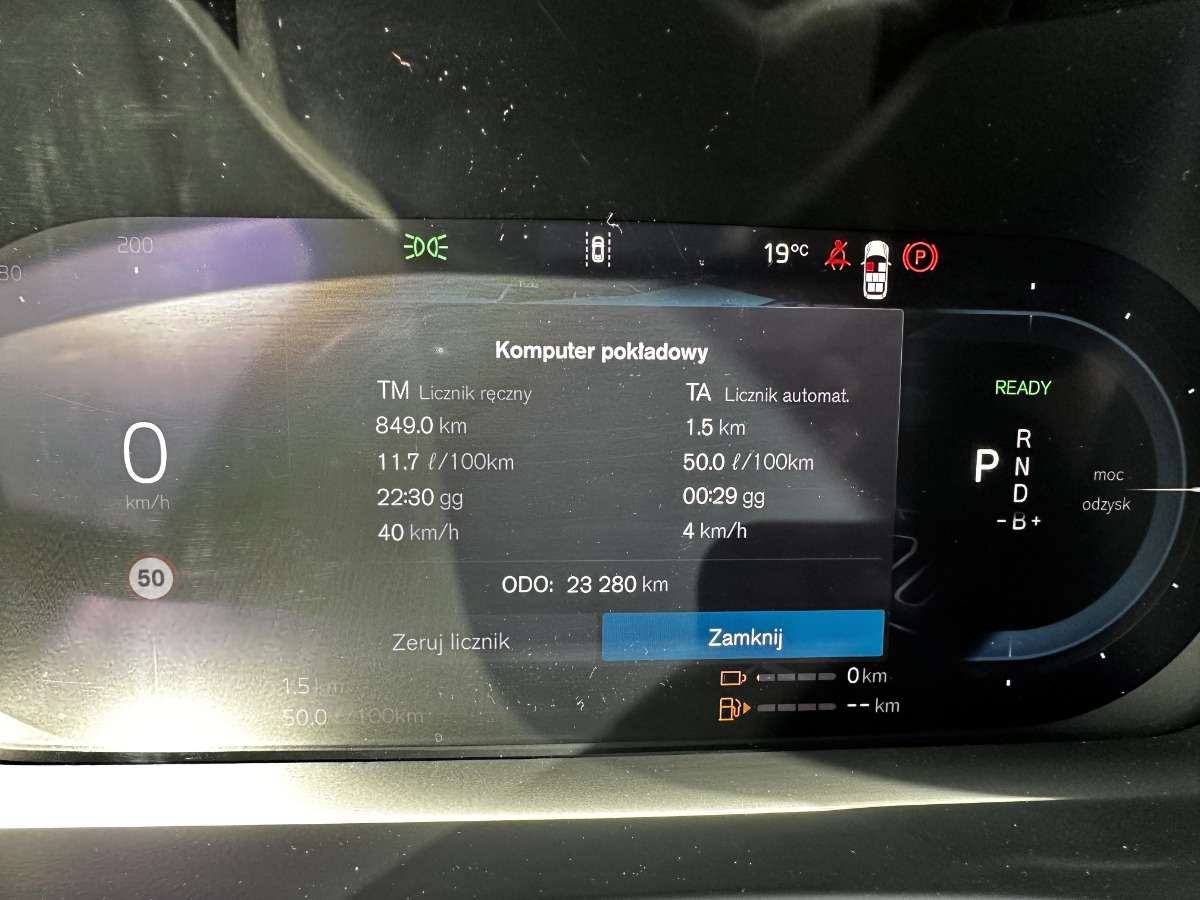 200
80
19°C
P
Komputer pokładowy
TM Licznik ręczny
849.0 km
11.7 ℓ/100km
22:30 gg
40 km/h
TA Licznik automat.
1.5 km
50.0 ℓ/100km
00:29 gg
4 km/h
ODO: 23 280 km
Zeruj licznik
Zamknij
0
km/h
50
1.5 km
50.0 ℓ/100km
0 km
-- km
READY
P
R
N
D
- B +
moc
odzysk